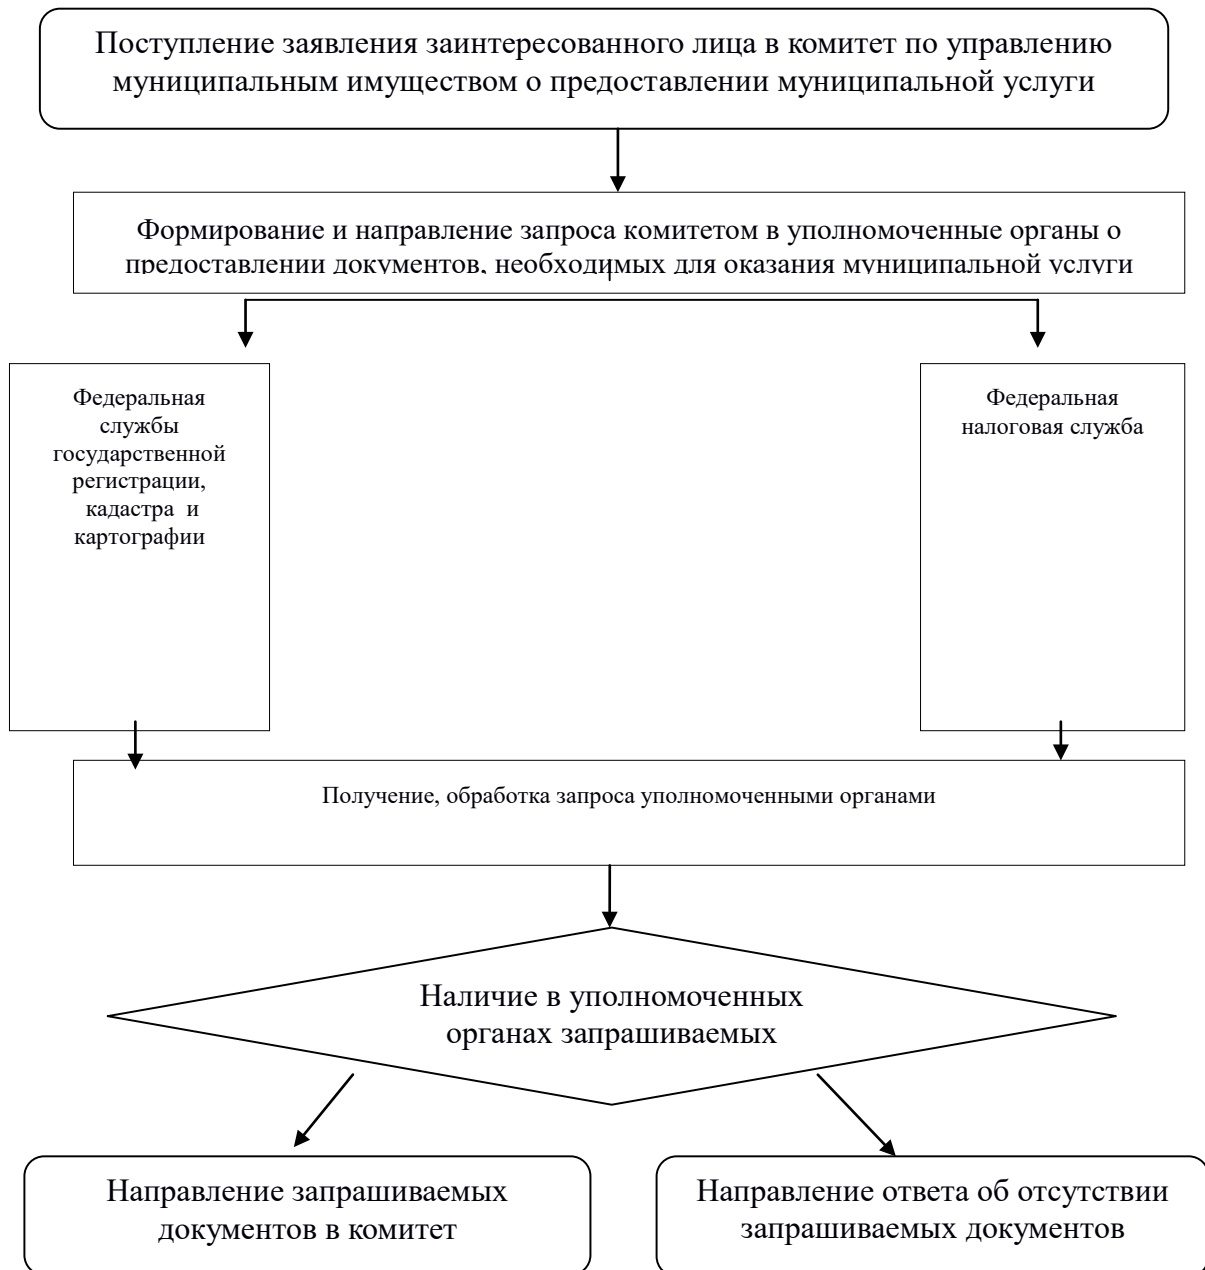 Поступление заявления заинтересованного лица в комитет по управлению
муниципальным имуществом о предоставлении муниципальной услуги
Формирование и направление запроса комитетом в уполномоченные органы о
предоставлении документов, необходимых для оказания муниципальной услуги
Федеральная
службы
государственной
регистрации,
кадастра и
картографии
Федеральная
налоговая служба
Получение, обработка запроса уполномоченными органами
Наличие в уполномоченных
органах запрашиваемых
Направление запрашиваемых
документов в комитет
Направление ответа об отсутствии
запрашиваемых документов